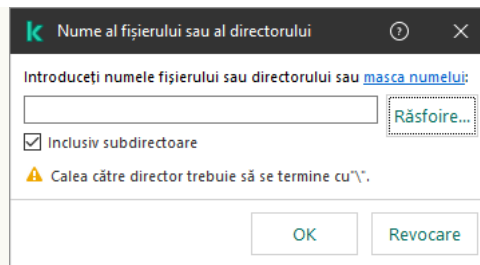 Nume al fișierului sau al directorului
Introduceți numele fișierului sau directorului sau masca numelui:
Răsfoire...
Inclusiv subdirectoare
Calea către director trebuie să se termine cu"\".
OK
Revocare